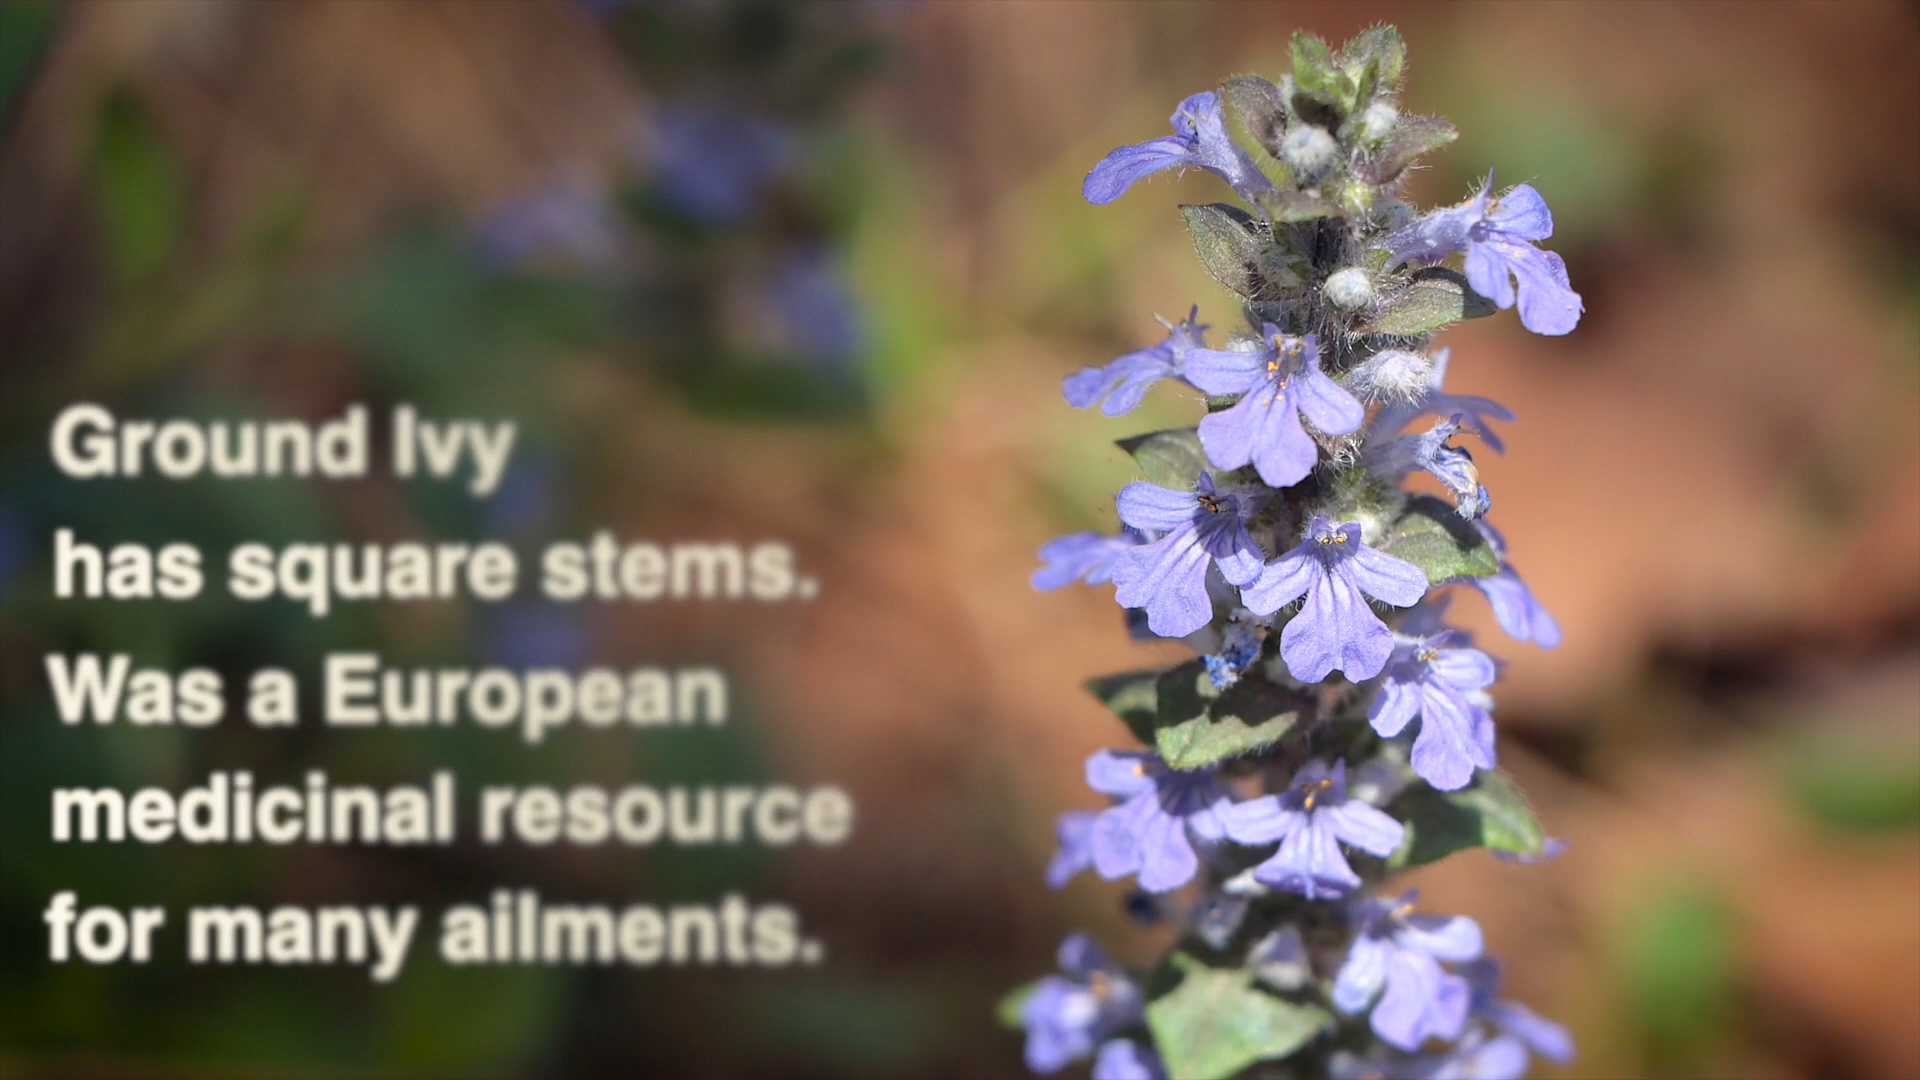 Ground Ivy
has square stems.
Was a European
medicinal resource
for many ailments.